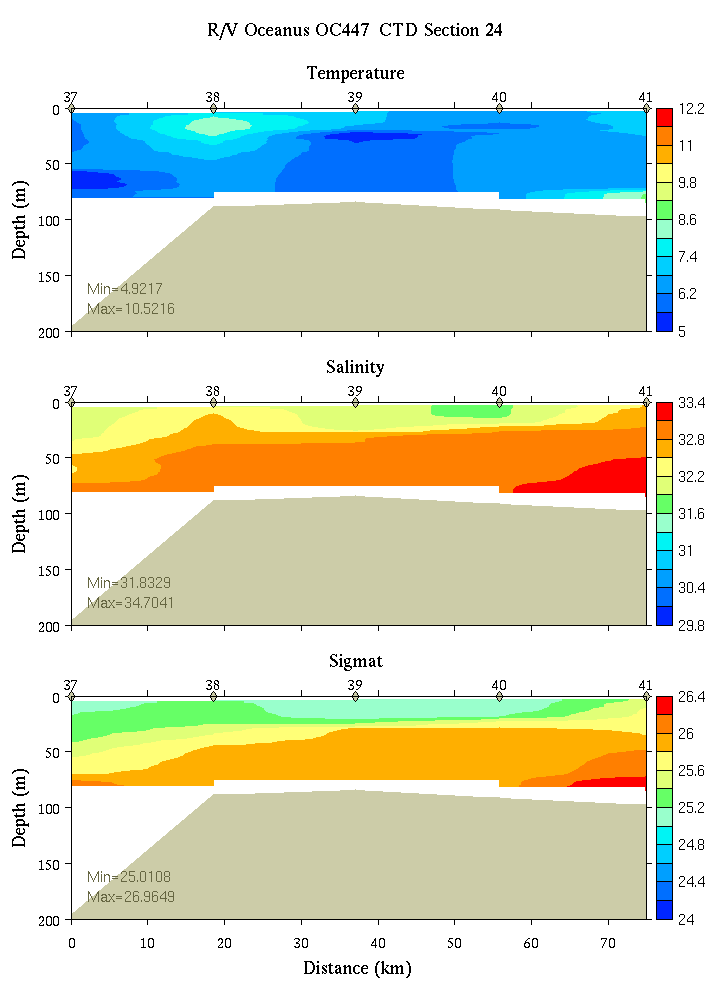 R/V Oceanus OC447 CTD Section 24
Temperature
37 38 39 40 41
0
50
100
150
200
Depth (m)
Min=4.9217
Max=10.5216
12.2
11
9.8
8.6
7.4
6.2
5
Salinity
37 38 39 40 41
0
50
100
150
200
Depth (m)
Min=31.8329
Max=34.7041
33.4
32.8
32.2
31.6
31
30.4
29.8
Sigmat
37 38 39 40 41
0
50
100
150
200
Depth (m)
Min=25.0108
Max=26.9649
26.4
26
25.6
25.2
24.8
24.4
24
0 10 20 30 40 50 60 70
Distance (km)